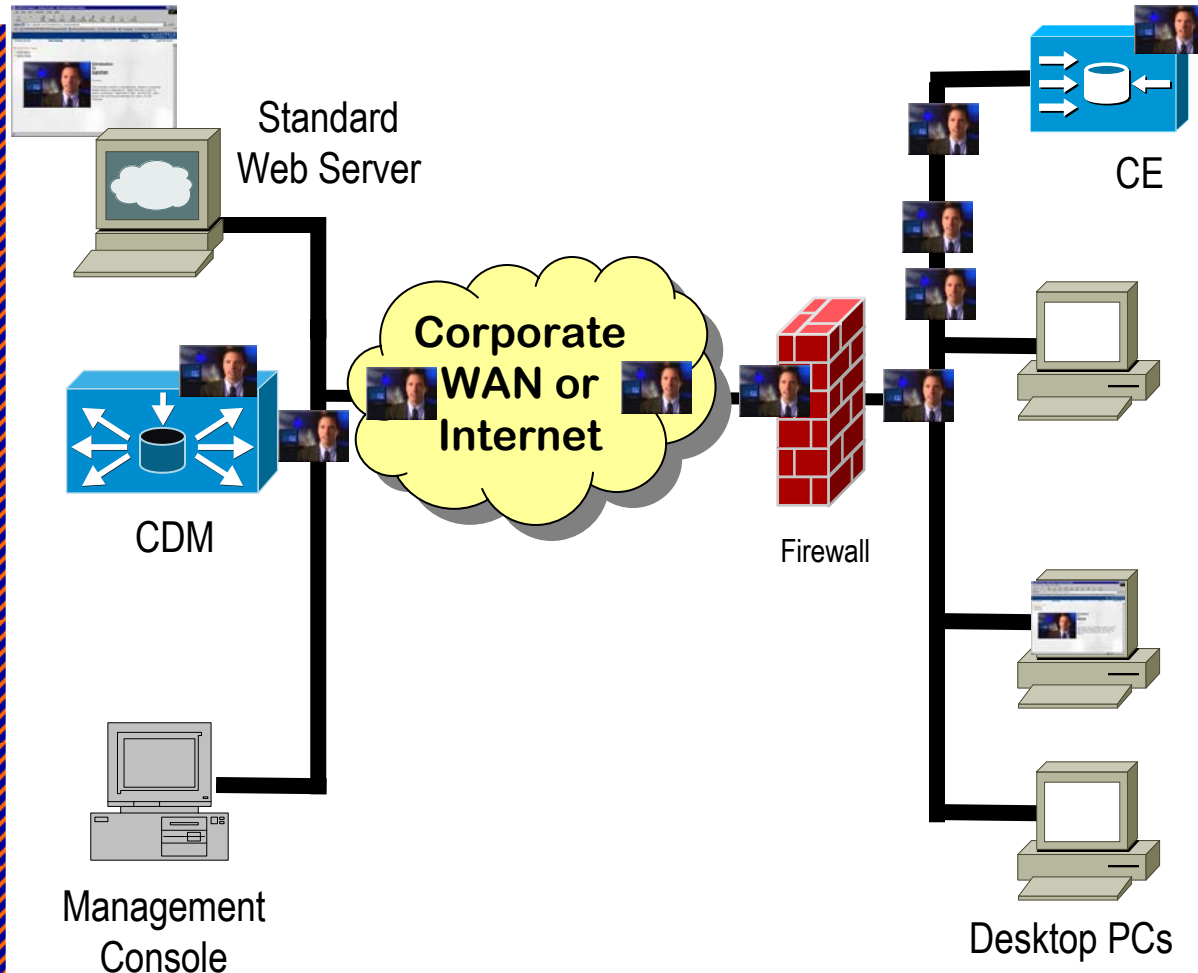 Standard
Web Server
CE
Corporate
WAN or
Internet
CDM
Firewall
Management
Console
Desktop PCs